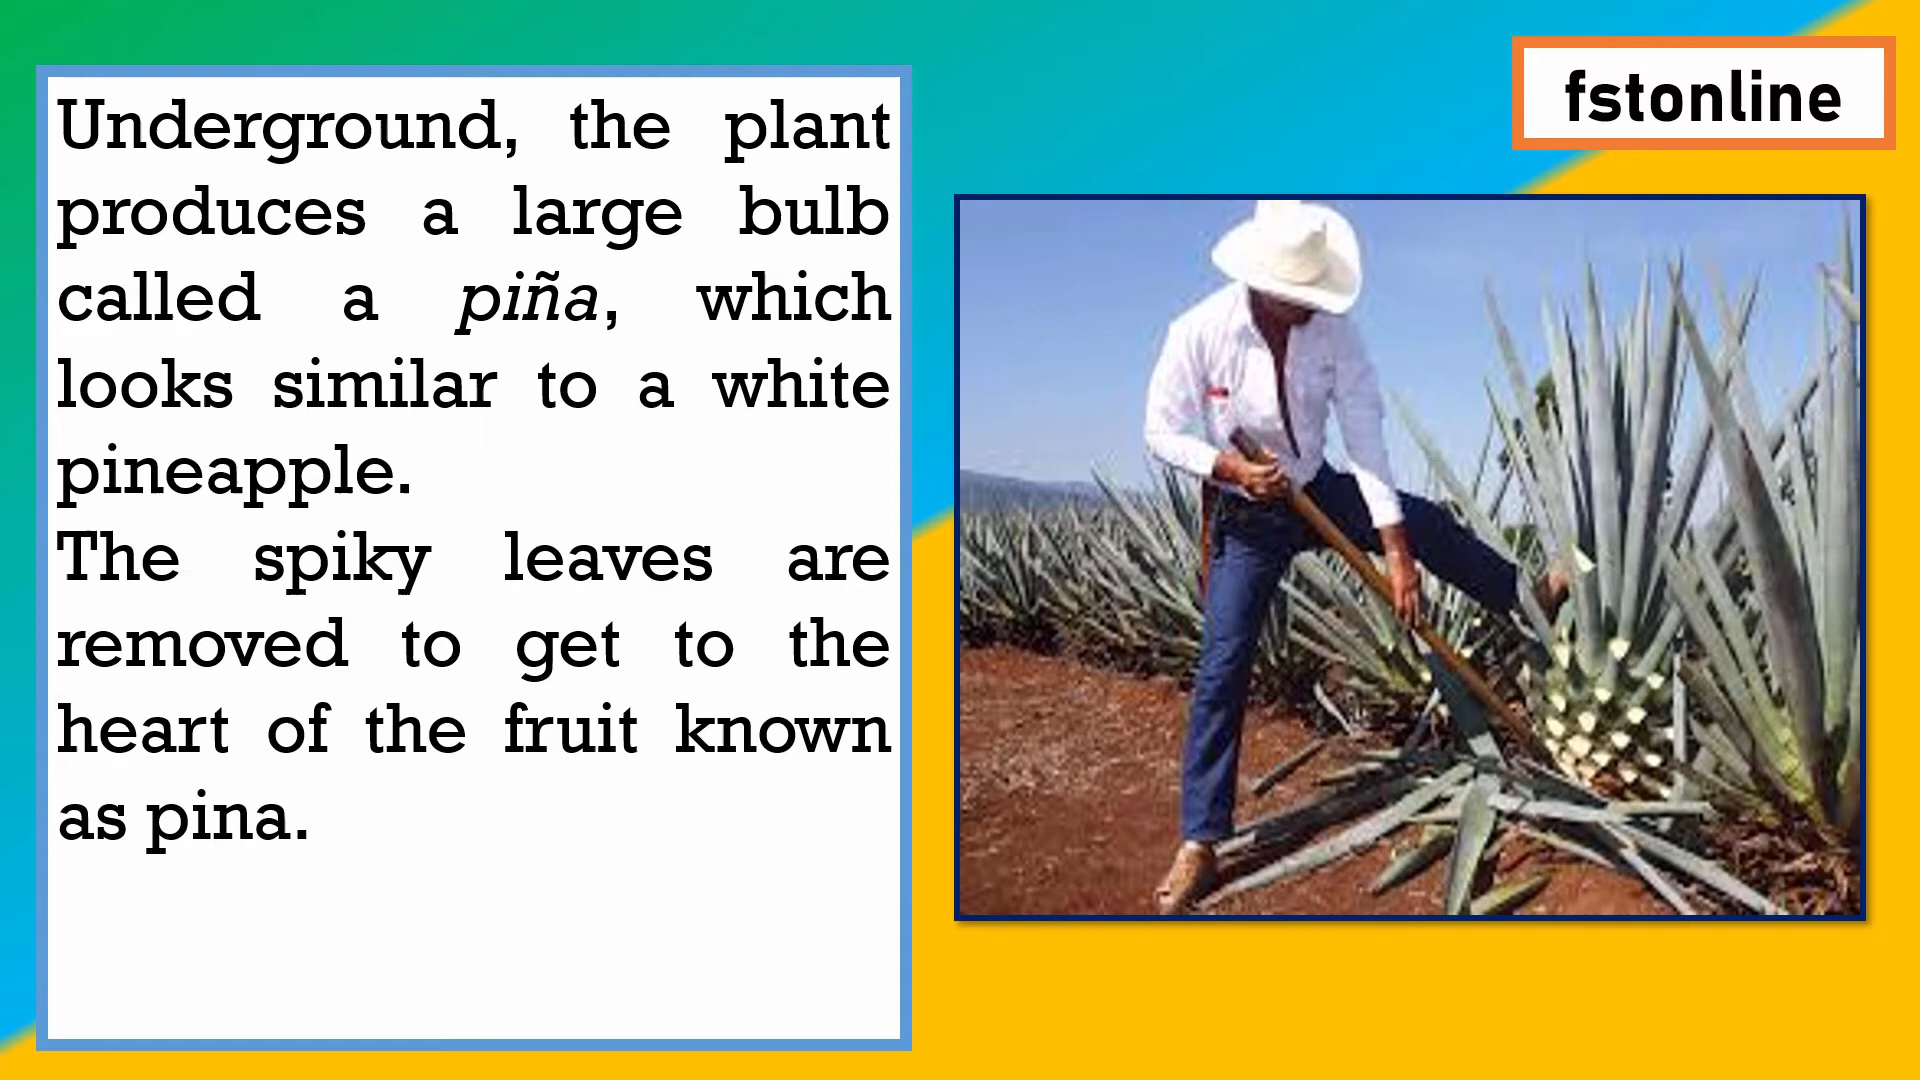 fstonline
Underground, the plant
produces a large bulb
called a piña, which
looks similar to a white
pineapple.
The spiky leaves are
removed to get to the
heart of the fruit known
as pina.